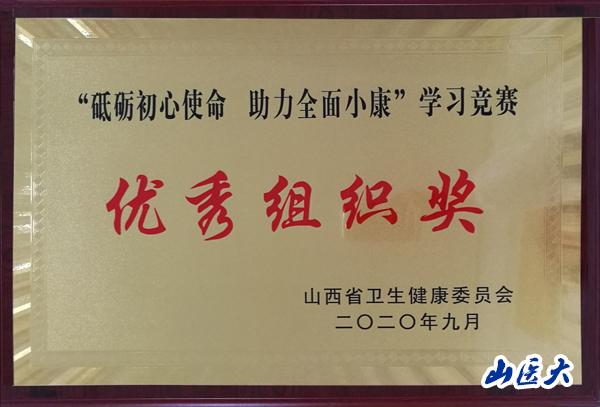 “砥砺初心使命 助力全面小康”学习竞赛
优秀组织奖
山西省卫生健康委员会
二〇二〇年九月
山医大